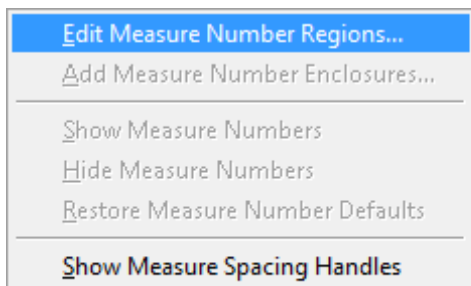 Edit Measure Number Regions...
Add Measure Number Enclosures...
Show Measure Numbers
Hide Measure Numbers
Restore Measure Number Defaults
Show Measure Spacing Handles